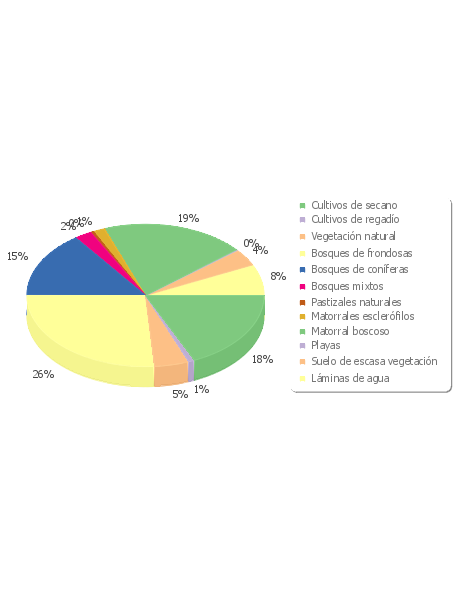 19%
2%
0%
1%
0%
4%
15%
8%
26%
5%
1%
18%
Cultivos de secano
Cultivos de regadío
Vegetación natural
Bosques de frondosas
Bosques de coníferas
Bosques mixtos
Pastizales naturales
Matorrales esclerófilos
Matorral boscoso
Playas
Suelo de escasa vegetación
Láminas de agua